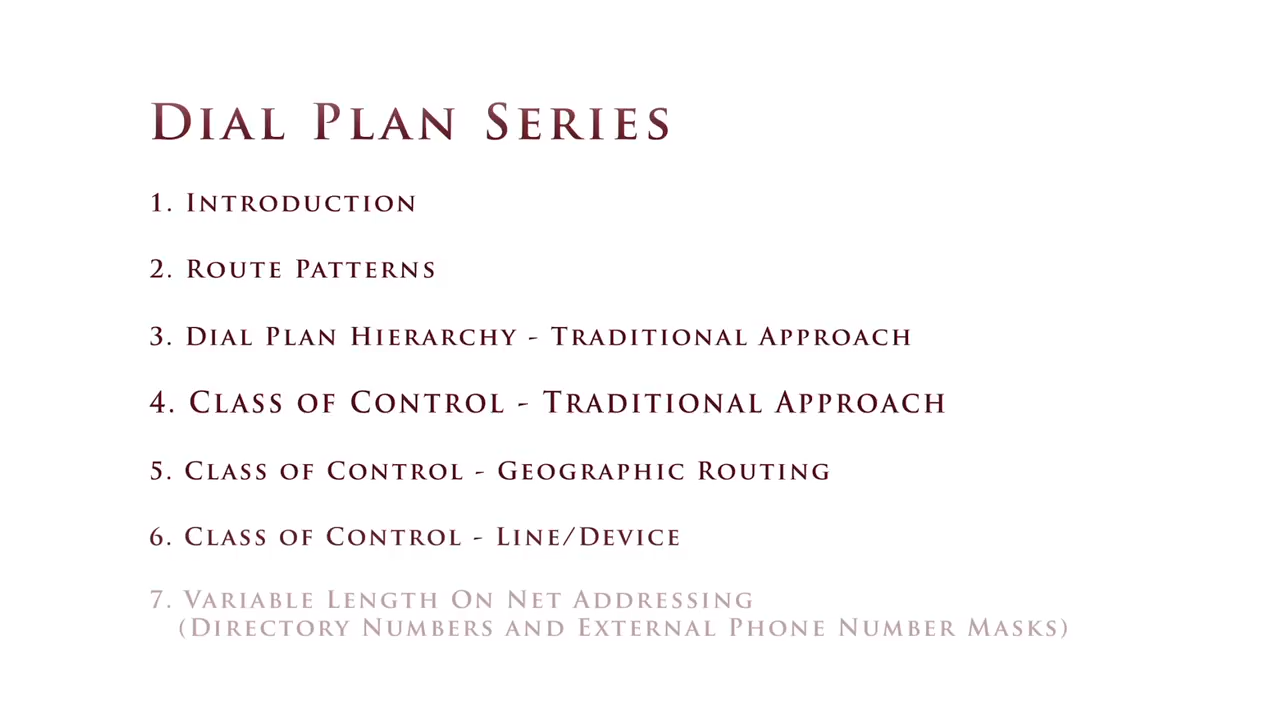 Dial Plan Series
1. Introduction
2. Route Patterns
3. Dial Plan Hierarchy - Traditional Approach
4. Class of Control - Traditional Approach
5. Class of Control - Geographic Routing
6. Class of Control - Line/Device
7. Variable Length On Net Addressing
(Directory Numbers and External Phone Number Masks)